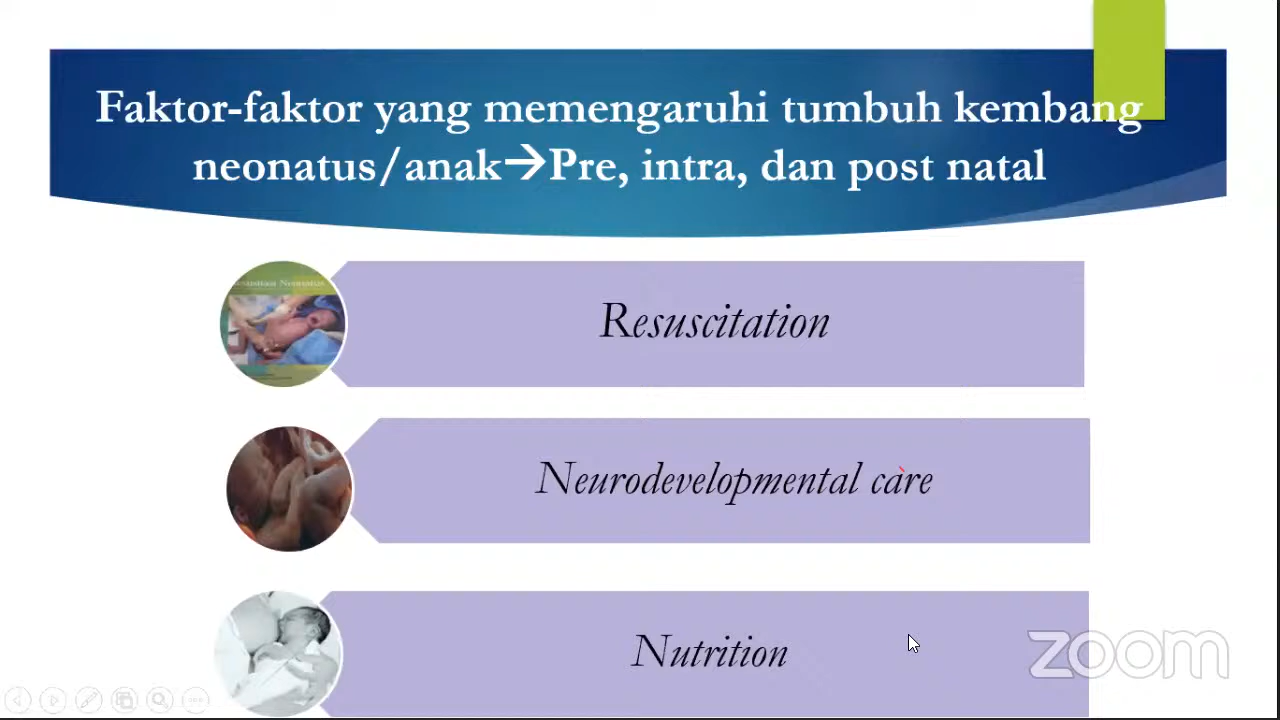 Faktor-faktor yang memengaruhi tumbuh kembang
neonatus/anak→Pre, intra, dan post natal
Resuscitation
Neurodevelopmental care
Nutrition
zoom